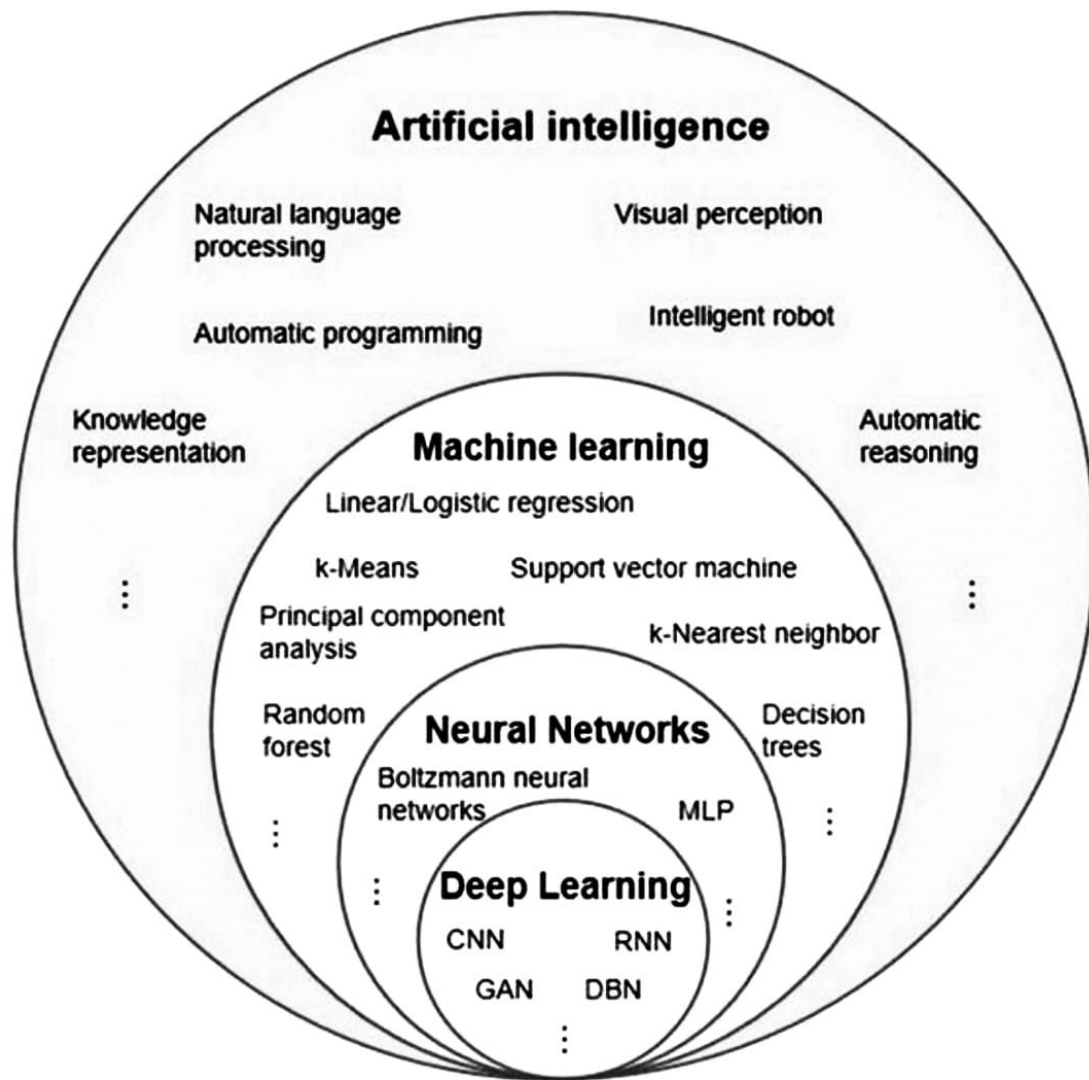 Artificial intelligence
Natural language
processing
Visual perception
Automatic programming
Intelligent robot
Knowledge
representation
Automatic
reasoning
⋮
⋮
Machine learning
Linear/Logistic regression
k-Means
Support vector machine
Principal component
analysis
k-Nearest neighbor
Random
forest
Decision
trees
⋮
⋮
Neural Networks
Boltzmann neural
networks
MLP
⋮
⋮
Deep Learning
CNN
RNN
GAN
DBN
⋮